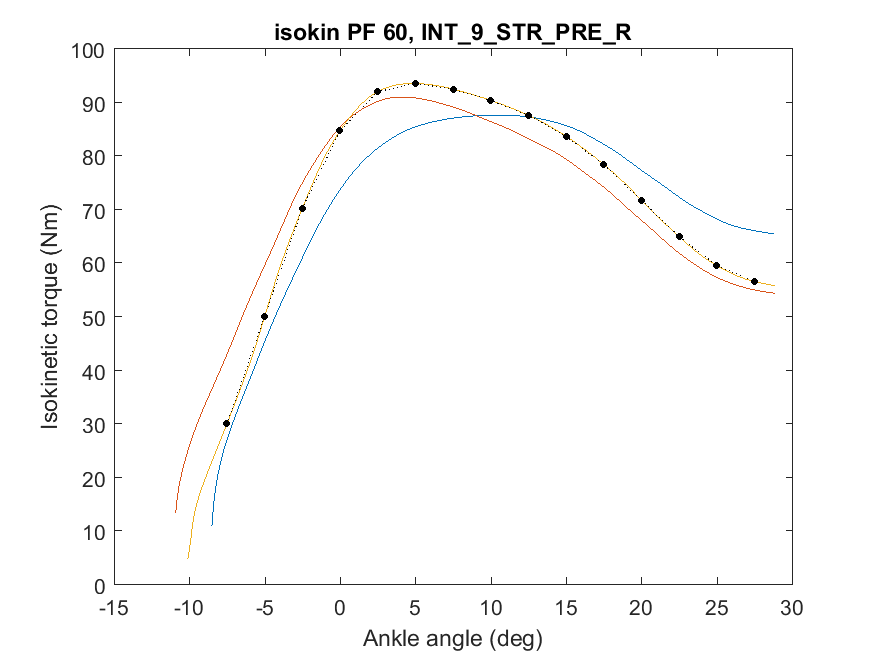 isokin PF 60, INT_9_STR_PRE_R
Isokinetic torque (Nm)
100
90
80
70
60
50
40
30
20
10
0
-15 -10 -5 0 5 10 15 20 25 30
Ankle angle (deg)